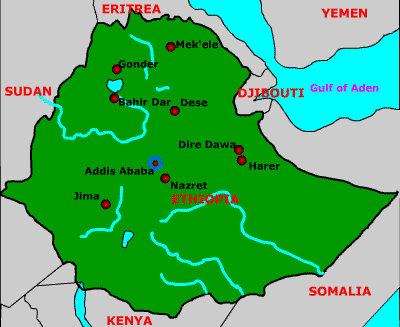 ERITREA
YEMEN
Mek'ele
Gonder
SUDAN
DJIBOUTI
Gulf of Aden
Bahir Dar
Dese
Dire Dawa
Harer
Addis Ababa
Nazret
Jima
ETHIOPIA
SOMALIA
KENYA